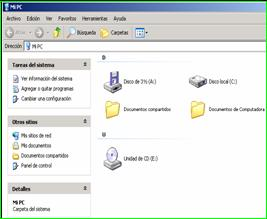 Mi PC
Archivo Edición Ver Favoritos Herramientas Ayuda
Atrás Búsqueda Carpetas
Dirección Mi PC
Tareas del sistema
Ver información del sistema
Agregar o quitar programas
Cambiar una configuración
Otros sitios
Mis sitios de red
Mis documentos
Documentos compartidos
Panel de control
Detalles
Mi PC
Carpeta del sistema
D
Disco de 3½ (A:)
Disco local (C:)
Documentos compartidos
Documentos de Computadora
U
Unidad de CD (E:)